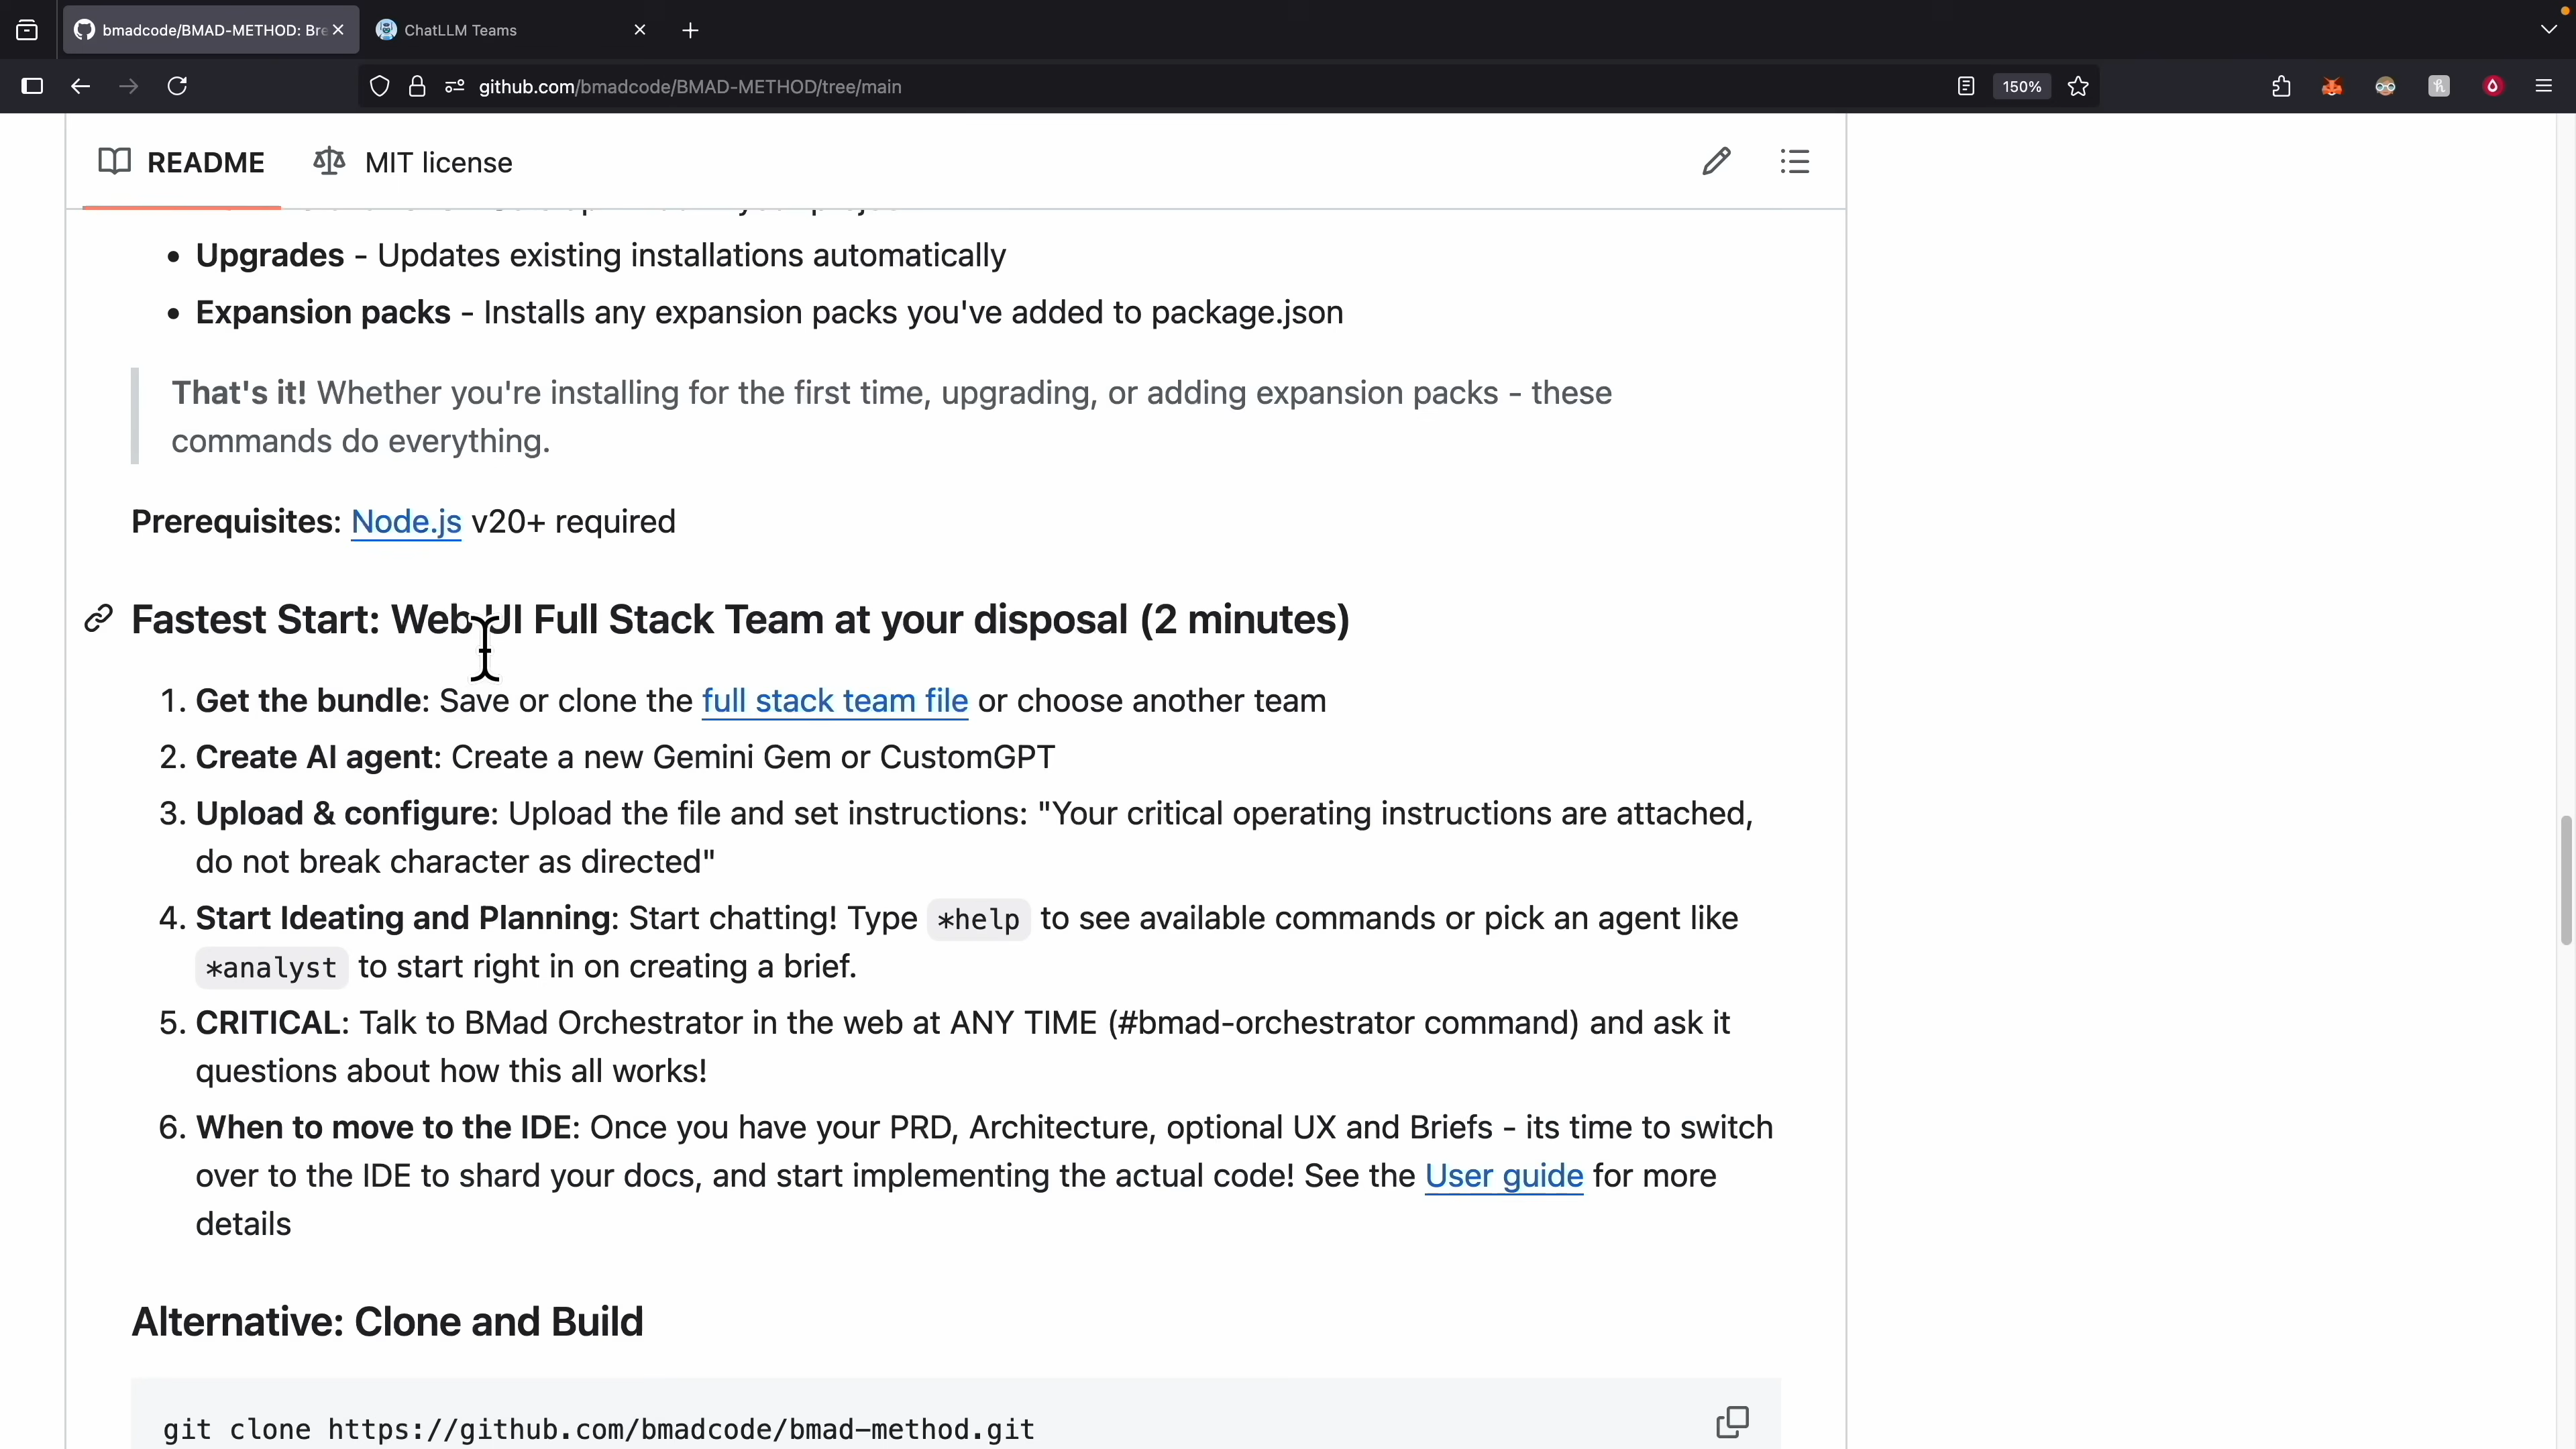 bmadcode/BMAD-METHOD: Bre
ChatLLM Teams
github.com/bmadcode/BMAD-METHOD/tree/main
150%
README
MIT license
Upgrades - Updates existing installations automatically
Expansion packs - Installs any expansion packs you've added to package.json
That's it! Whether you're installing for the first time, upgrading, or adding expansion packs - these
commands do everything.
Prerequisites: Node.js v20+ required
Fastest Start: Web UI Full Stack Team at your disposal (2 minutes)
1. Get the bundle: Save or clone the full stack team file or choose another team
2. Create AI agent: Create a new Gemini Gem or CustomGPT
3. Upload & configure: Upload the file and set instructions: "Your critical operating instructions are attached,
do not break character as directed"
4. Start Ideating and Planning: Start chatting! Type *help to see available commands or pick an agent like
*analyst to start right in on creating a brief.
5. CRITICAL: Talk to BMad Orchestrator in the web at ANY TIME (#bmad-orchestrator command) and ask it
questions about how this all works!
6. When to move to the IDE: Once you have your PRD, Architecture, optional UX and Briefs - its time to switch
over to the IDE to shard your docs, and start implementing the actual code! See the User guide for more
details
Alternative: Clone and Build
git clone https://github.com/bmadcode/bmad-method.git